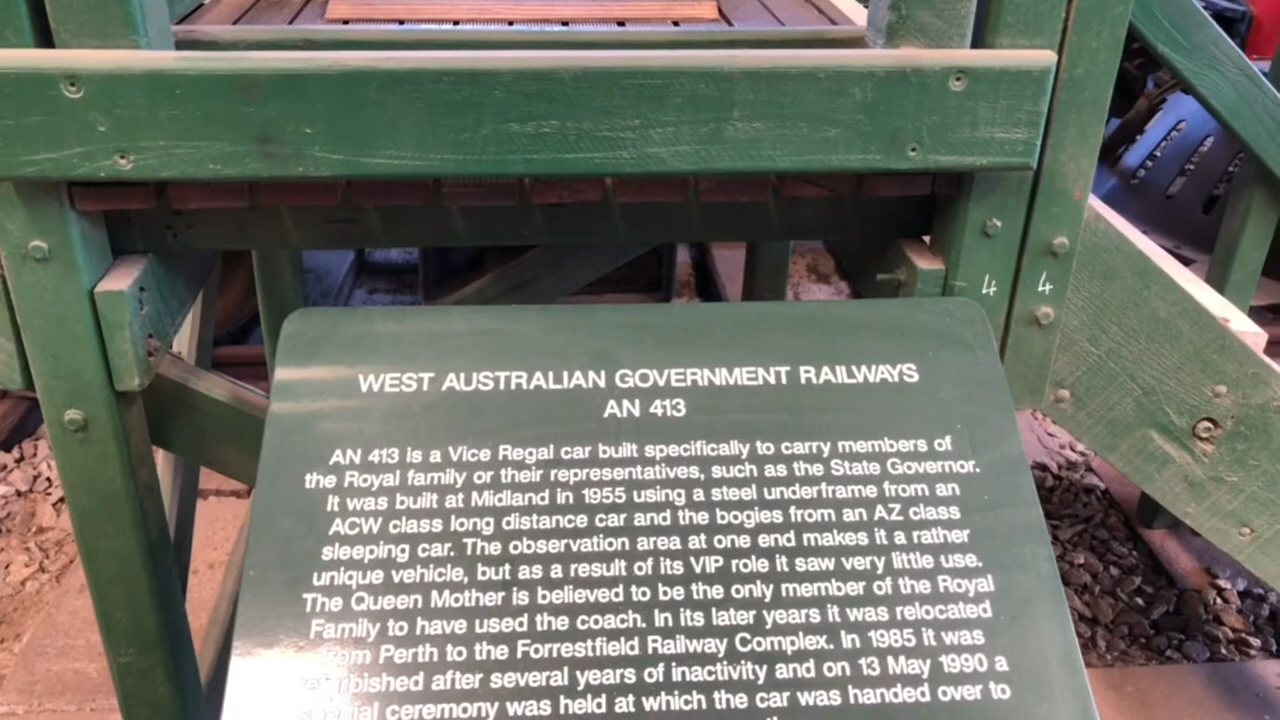 4 4
WEST AUSTRALIAN GOVERNMENT RAILWAYS
AN 413
AN 413 is a Vice Regal car built specifically to carry members of
the Royal family or their representatives, such as the State Governor.
It was built at Midland in 1955 using a steel underframe from an
ACW class long distance car and the bogies from an AZ class
sleeping car. The observation area at one end makes it a rather
unique vehicle, but as a result of its VIP role it saw very little use.
The Queen Mother is believed to be the only member of the Royal
Family to have used the coach. In its later years it was relocated
from Perth to the Forrestfield Railway Complex. In 1985 it was
refurbished after several years of inactivity and on 13 May 1990 a
special ceremony was held at which the car was handed over to